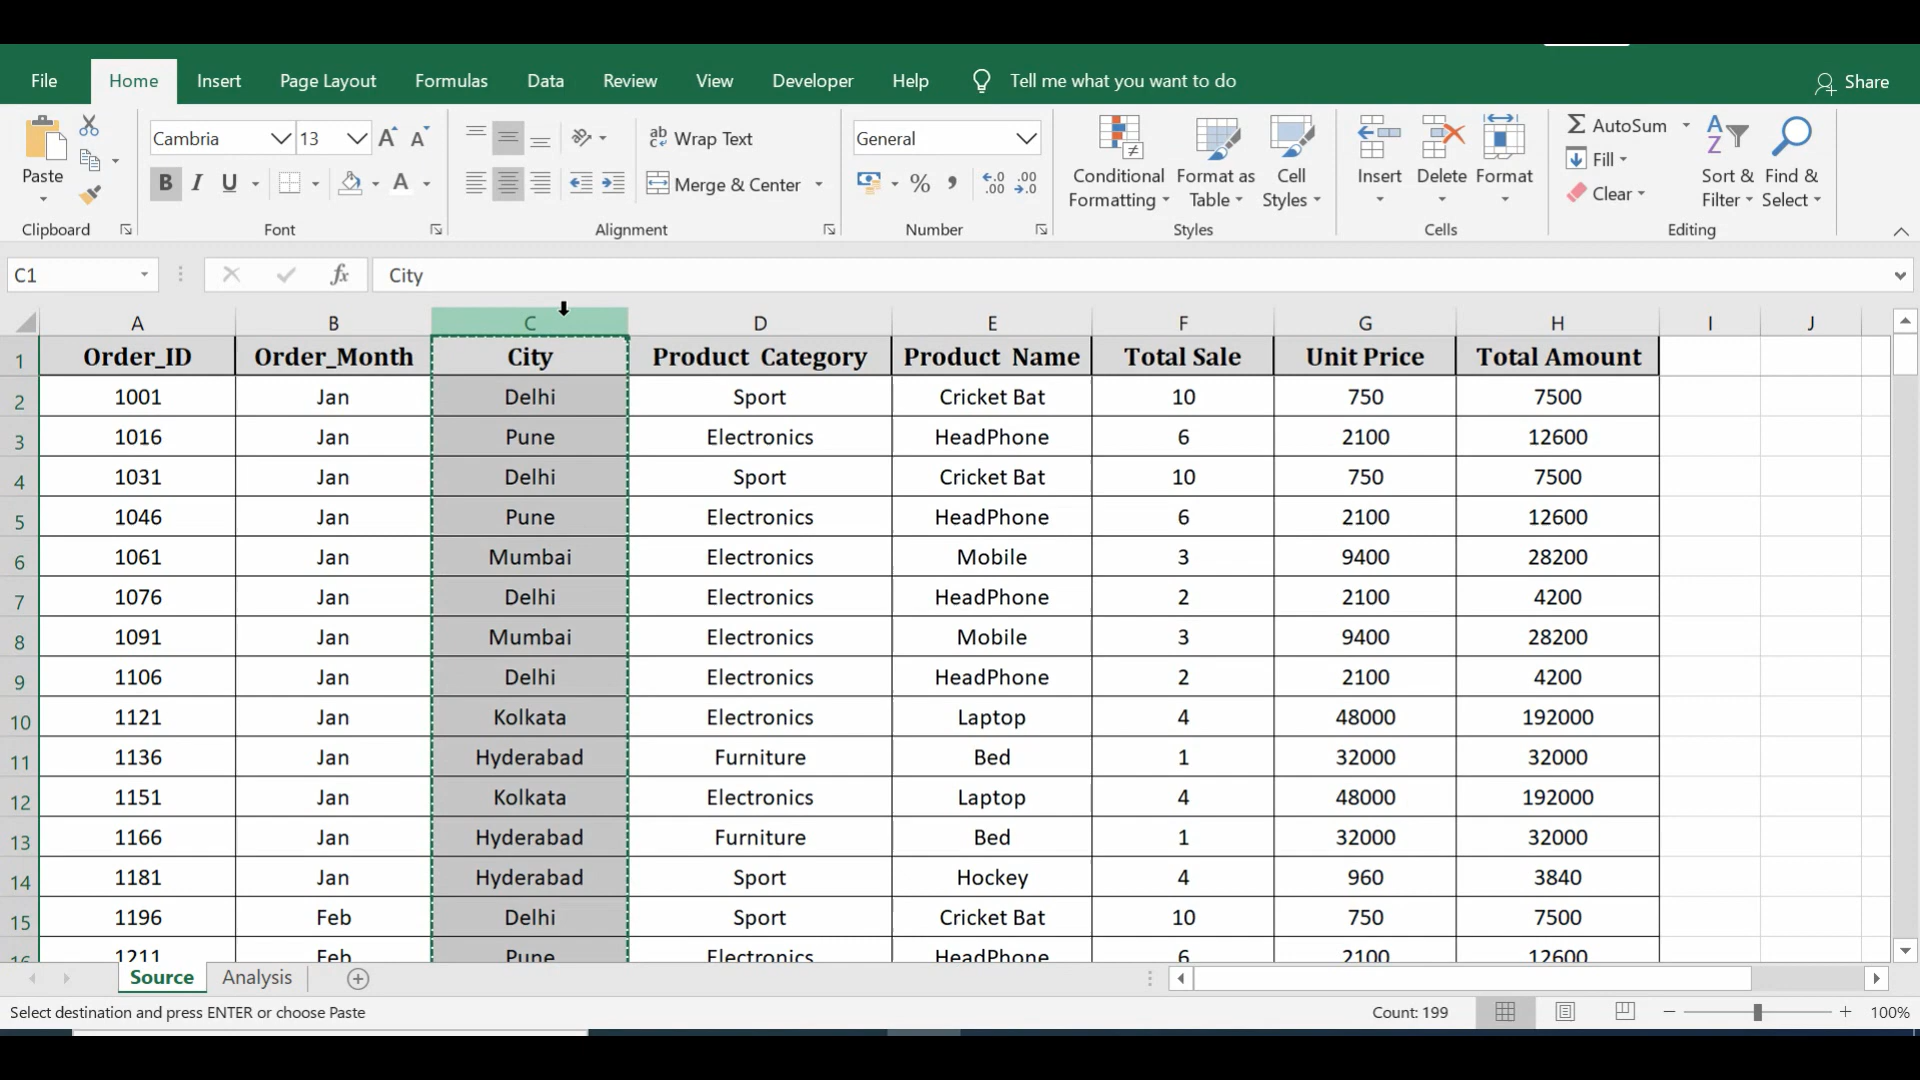 File Home Insert Page Layout Formulas Data Review View Developer Help Tell me what you want to do Share
Paste
Clipboard
Cambria 13
B I U A
Font
Wrap Text
Merge & Center
Alignment
General
% , .00 .00
Number
Conditional Formatting
Format as Table
Cell Styles
Styles
Insert Delete Format
Cells
AutoSum
Fill
Clear
Sort & Filter
Find & Select
Editing
C1 fx City
A B C D E F G H I J
1 Order_ID Order_Month City Product Category Product Name Total Sale Unit Price Total Amount
2 1001 Jan Delhi Sport Cricket Bat 10 750 7500
3 1016 Jan Pune Electronics HeadPhone 6 2100 12600
4 1031 Jan Delhi Sport Cricket Bat 10 750 7500
5 1046 Jan Pune Electronics HeadPhone 6 2100 12600
6 1061 Jan Mumbai Electronics Mobile 3 9400 28200
7 1076 Jan Delhi Electronics HeadPhone 2 2100 4200
8 1091 Jan Mumbai Electronics Mobile 3 9400 28200
9 1106 Jan Delhi Electronics HeadPhone 2 2100 4200
10 1121 Jan Kolkata Electronics Laptop 4 48000 192000
11 1136 Jan Hyderabad Furniture Bed 1 32000 32000
12 1151 Jan Kolkata Electronics Laptop 4 48000 192000
13 1166 Jan Hyderabad Furniture Bed 1 32000 32000
14 1181 Jan Hyderabad Sport Hockey 4 960 3840
15 1196 Feb Delhi Sport Cricket Bat 10 750 7500
16 1211 Feb Pune Electronics HeadPhone 6 2100 12600
Source Analysis
Select destination and press ENTER or choose Paste Count: 199 100%